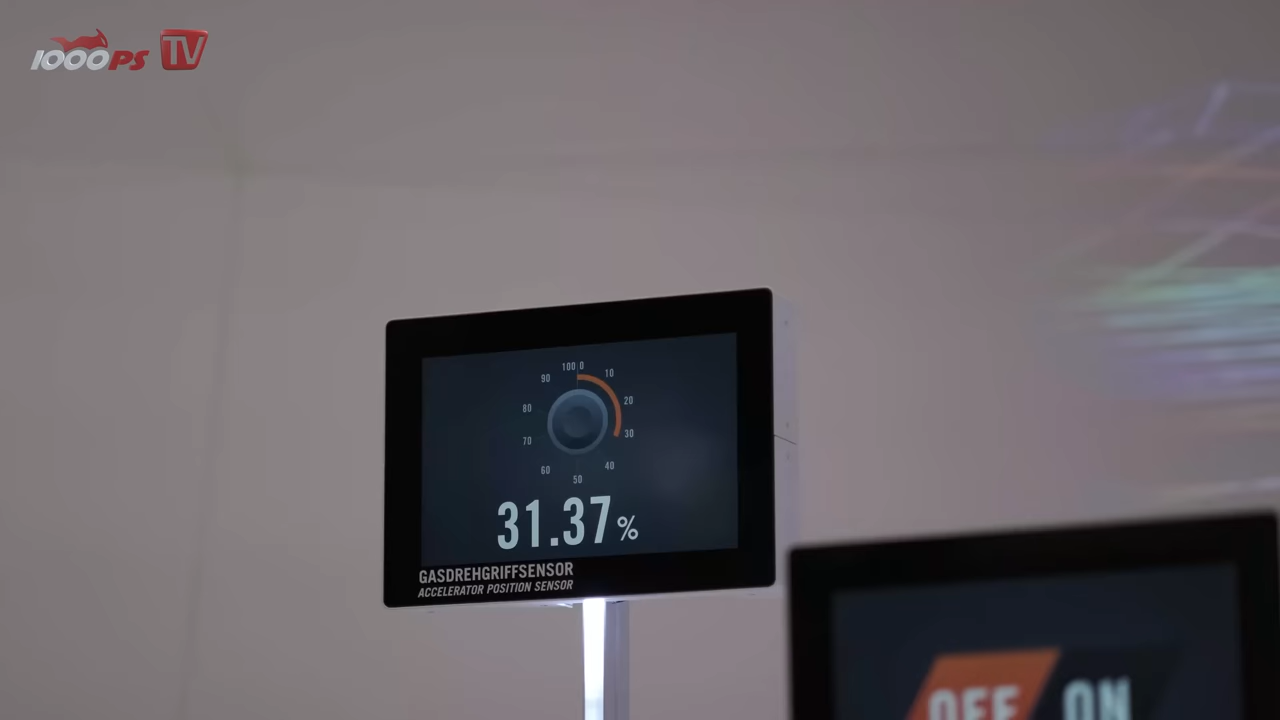 1000PS TV
100 0
90
10
80
20
70
30
60
40
50
31.37 %
GASDREHGRIFFSENSOR
ACCELERATOR POSITION SENSOR
OFF ON